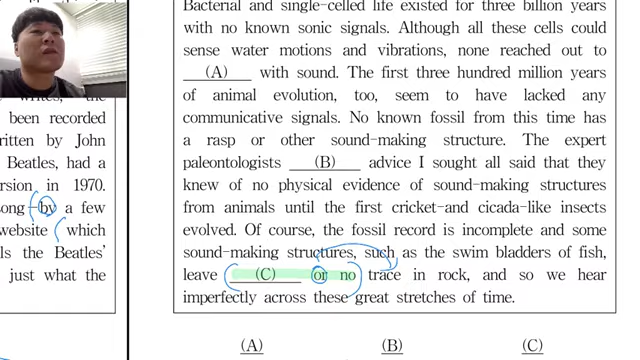 writes, the
been recorded
itten by John
Beatles, had a
rsion in 1970.
ong by a few
website which
ls the Beatles'
just what the
Bacterial and single-celled life existed for three billion years
with no known sonic signals. Although all these cells could
sense water motions and vibrations, none reached out to
(A) with sound. The first three hundred million years
of animal evolution, too, seem to have lacked any
communicative signals. No known fossil from this time has
a rasp or other sound-making structure. The expert
paleontologists (B) advice I sought all said that they
knew of no physical evidence of sound-making structures
from animals until the first cricket-and cicada-like insects
evolved. Of course, the fossil record is incomplete and some
sound-making structures, such as the swim bladders of fish,
leave (C) or no trace in rock, and so we hear
imperfectly across these great stretches of time.
(A) (B) (C)